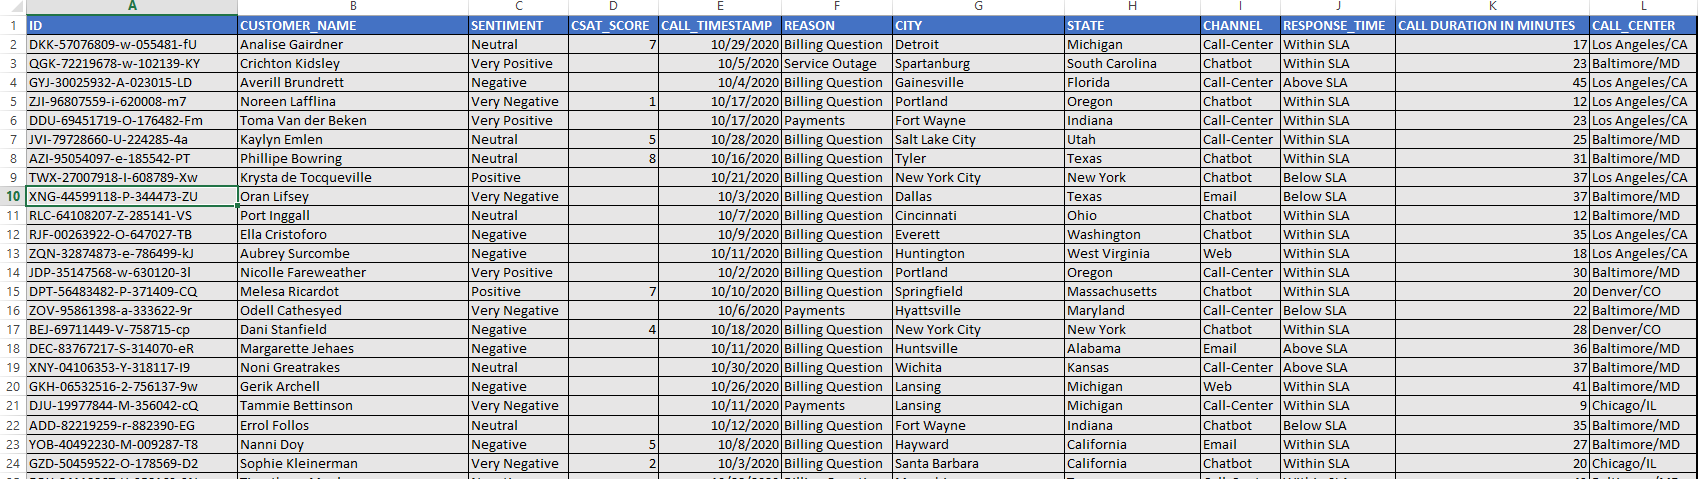 A B C D E F G H I J K L
1 ID CUSTOMER_NAME SENTIMENT CSAT_SCORE CALL_TIMESTAMP REASON CITY STATE CHANNEL RESPONSE_TIME CALL DURATION IN MINUTES CALL_CENTER
2 DKK-57076809-w-055481-fU Analise Gairdner Neutral 7 10/29/2020 Billing Question Detroit Michigan Call-Center Within SLA 17 Los Angeles/CA
3 QGK-72219678-w-102139-KY Crichton Kidsley Very Positive 10/5/2020 Service Outage Spartanburg South Carolina Chatbot Within SLA 23 Baltimore/MD
4 GYJ-30025932-A-023015-LD Averill Brundrett Negative 10/4/2020 Billing Question Gainesville Florida Call-Center Above SLA 45 Los Angeles/CA
5 ZJI-96807559-i-620008-m7 Noreen Lafflina Very Negative 1 10/17/2020 Billing Question Portland Oregon Chatbot Within SLA 12 Los Angeles/CA
6 DDU-69451719-O-176482-Fm Toma Van der Beken Very Positive 10/17/2020 Payments Fort Wayne Indiana Call-Center Within SLA 23 Los Angeles/CA
7 JVI-79728660-U-224285-4a Kaylyn Emlen Neutral 5 10/28/2020 Billing Question Salt Lake City Utah Call-Center Within SLA 25 Baltimore/MD
8 AZI-95054097-e-185542-PT Phillipe Bowring Neutral 8 10/16/2020 Billing Question Tyler Texas Chatbot Within SLA 31 Baltimore/MD
9 TWX-27007918-I-608789-Xw Krysta de Tocqueville Positive 10/21/2020 Billing Question New York City New York Chatbot Below SLA 37 Los Angeles/CA
10 XNG-44599118-P-344473-ZU Oran Lifsey Very Negative 10/3/2020 Billing Question Dallas Texas Email Below SLA 37 Baltimore/MD
11 RLC-64108207-Z-285141-VS Port Inggall Neutral 10/7/2020 Billing Question Cincinnati Ohio Chatbot Within SLA 12 Baltimore/MD
12 RJF-00263922-O-647027-TB Ella Cristoforo Negative 10/9/2020 Billing Question Everett Washington Chatbot Within SLA 35 Los Angeles/CA
13 ZQN-32874873-e-786499-kJ Aubrey Surcombe Negative 10/11/2020 Billing Question Huntington West Virginia Web Within SLA 18 Los Angeles/CA
14 JDP-35147568-w-630120-3l Nicolle Fareweather Very Positive 10/2/2020 Billing Question Portland Oregon Call-Center Within SLA 30 Baltimore/MD
15 DPT-56483482-P-371409-CQ Melesa Ricardot Positive 7 10/10/2020 Billing Question Springfield Massachusetts Chatbot Within SLA 20 Denver/CO
16 ZOV-95861398-a-333622-9r Odell Cathesyed Very Negative 10/6/2020 Payments Hyattsville Maryland Call-Center Below SLA 22 Baltimore/MD
17 BEJ-69711449-V-758715-cp Dani Stanfield Negative 4 10/18/2020 Billing Question New York City New York Chatbot Within SLA 28 Denver/CO
18 DEC-83767217-S-314070-eR Margarette Jehaes Negative 10/11/2020 Billing Question Huntsville Alabama Email Above SLA 36 Baltimore/MD
19 XNY-04106353-Y-318117-I9 Noni Greatrakes Neutral 10/30/2020 Billing Question Wichita Kansas Call-Center Above SLA 37 Baltimore/MD
20 GKH-06532516-2-756137-9w Gerik Archell Negative 10/26/2020 Billing Question Lansing Michigan Web Within SLA 41 Baltimore/MD
21 DJU-19977844-M-356042-cQ Tammie Bettinson Very Negative 10/11/2020 Payments Lansing Michigan Call-Center Within SLA 9 Chicago/IL
22 ADD-82219259-r-882390-EG Errol Follos Neutral 10/12/2020 Billing Question Fort Wayne Indiana Chatbot Below SLA 35 Baltimore/MD
23 YOB-40492230-M-009287-T8 Nanni Doy Negative 5 10/8/2020 Billing Question Hayward California Email Within SLA 27 Baltimore/MD
24 GZD-50459522-O-178569-D2 Sophie Kleinerman Very Negative 2 10/3/2020 Billing Question Santa Barbara California Chatbot Within SLA 20 Chicago/IL